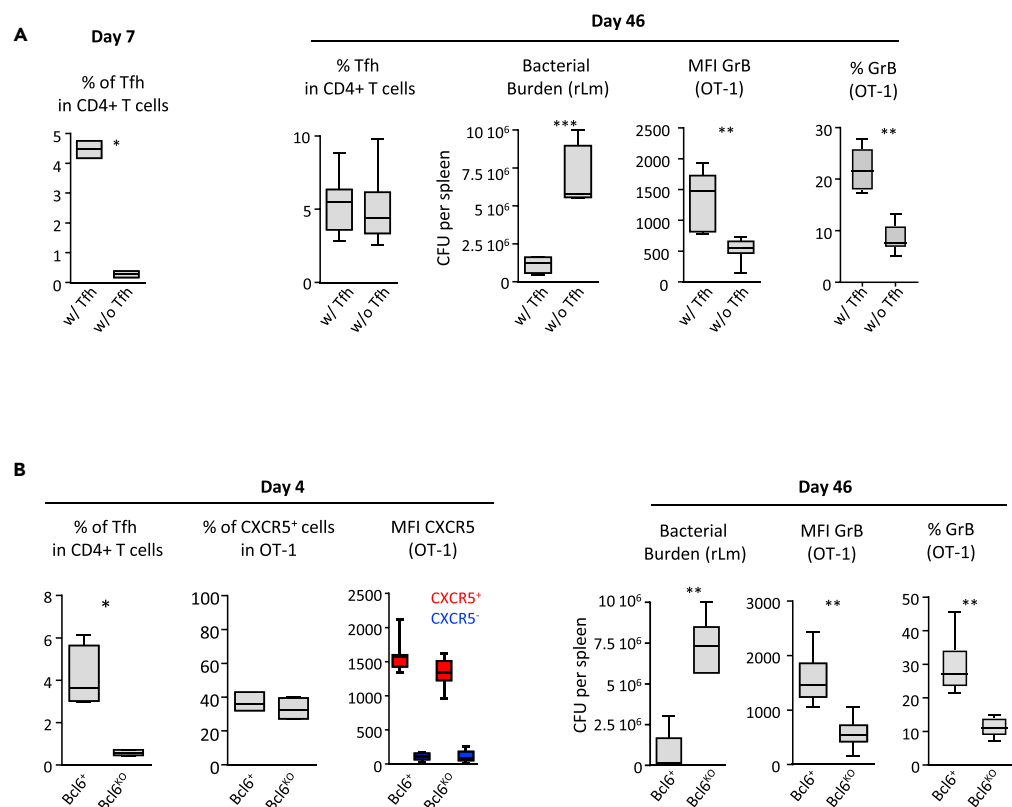 A
Day 7
Day 46
% of Tfh
in CD4+ T cells
% Tfh
in CD4+ T cells
Bacterial
Burden (rLm)
MFI GrB
(OT-1)
% GrB
(OT-1)
5
4
3
2
1
0
*
w/ Tfh
w/o Tfh
10
5
0
w/ Tfh
w/o Tfh
CFU per spleen
10 10⁶
7.5 10⁶
5 10⁶
2.5 10⁶
0
***
w/ Tfh
w/o Tfh
2500
2000
1500
1000
500
0
**
w/ Tfh
w/o Tfh
30
20
10
0
**
w/ Tfh
w/o Tfh
B
Day 4
Day 46
% of Tfh
in CD4+ T cells
% of CXCR5⁺ cells
in OT-1
MFI CXCR5
(OT-1)
Bacterial
Burden (rLm)
MFI GrB
(OT-1)
% GrB
(OT-1)
8
6
4
2
0
*
Bcl6⁺
Bcl6ᴷᴼ
100
80
60
40
20
0
Bcl6⁺
Bcl6ᴷᴼ
2500
2000
1500
1000
500
0
CXCR5⁺
CXCR5⁻
Bcl6⁺
Bcl6ᴷᴼ
CFU per spleen
10 10⁶
7.5 10⁶
5 10⁶
2.5 10⁶
0
**
Bcl6⁺
Bcl6ᴷᴼ
3000
2000
1000
0
**
Bcl6⁺
Bcl6ᴷᴼ
50
40
30
20
10
0
**
Bcl6⁺
Bcl6ᴷᴼ